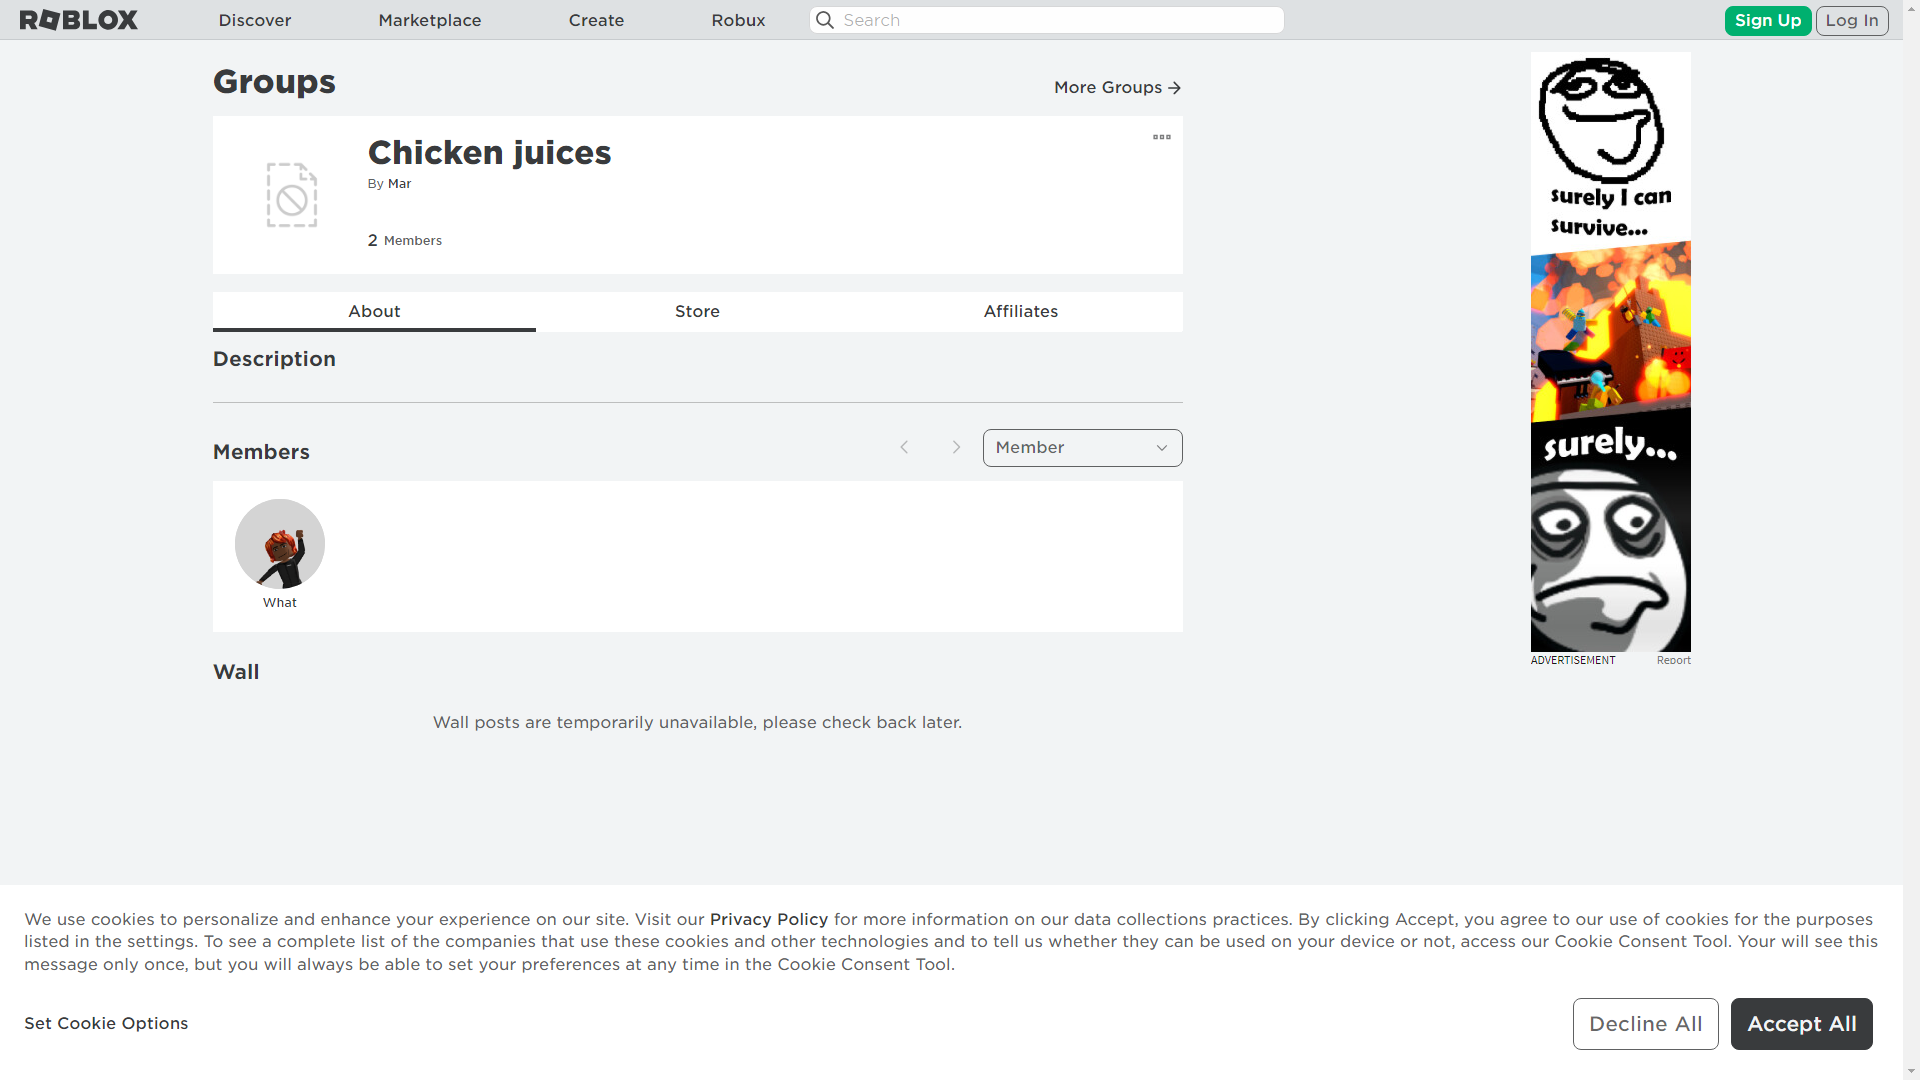 ROBLOX Discover Marketplace Create Robux Search Sign Up Log In
Groups
More Groups
Chicken juices
By Mar
2 Members
About Store Affiliates
Description
Members
Member
What
Wall
Wall posts are temporarily unavailable, please check back later.
surely I can
survive...
surely...
ADVERTISEMENT Report
We use cookies to personalize and enhance your experience on our site. Visit our Privacy Policy for more information on our data collections practices. By clicking Accept, you agree to our use of cookies for the purposes
listed in the settings. To see a complete list of the companies that use these cookies and other technologies and to tell us whether they can be used on your device or not, access our Cookie Consent Tool. Your will see this
message only once, but you will always be able to set your preferences at any time in the Cookie Consent Tool.
Set Cookie Options
Decline All
Accept All